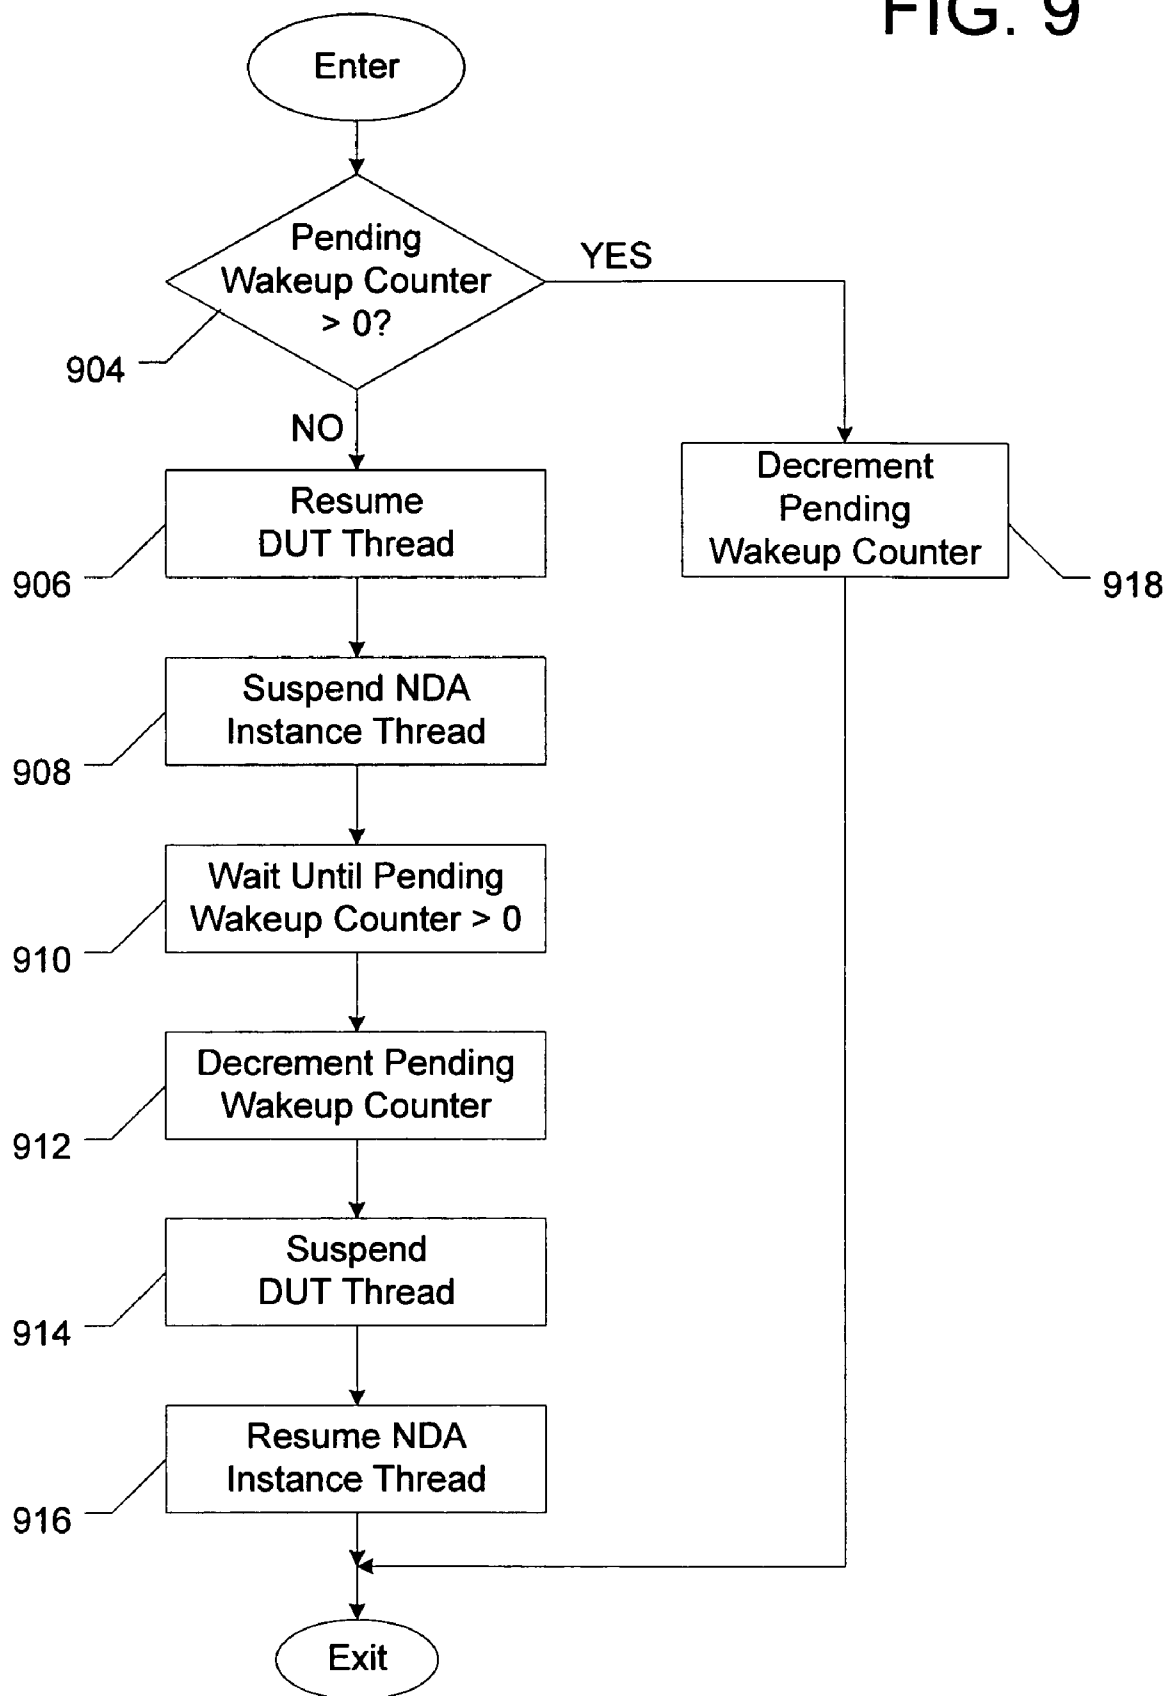 FIG. 9
Enter
Pending
Wakeup Counter
> 0?
YES
904
NO
Resume
DUT Thread
906
Decrement
Pending
Wakeup Counter
918
Suspend NDA
Instance Thread
908
Wait Until Pending
Wakeup Counter > 0
910
Decrement Pending
Wakeup Counter
912
Suspend
DUT Thread
914
Resume NDA
Instance Thread
916
Exit